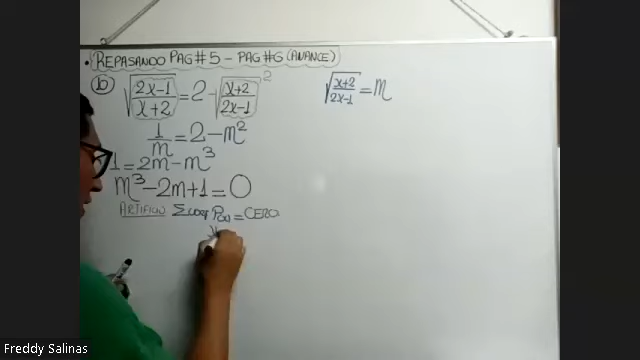 • REPASANDO PAG#5 - PAG #6 (AVANCE)
b) √((2x-1)/(x+2)) = 2 - √((x+2)/(2x-1))²
√((x+2)/(2x-1)) = m
1/m = 2 - m²
1 = 2m - m³
m³ - 2m + 1 = 0
ARTIFICIO Σcoef P(x) = CERO
Freddy Salinas